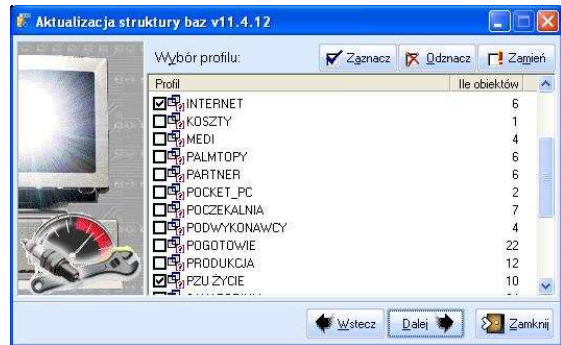 Aktualizacja struktury baz v11.4.12
Wybór profilu: Zaznacz Odznacz Zamień
Profil Ile obiektów
INTERNET 6
KOSZTY 1
MEDI 4
PALMTOPY 6
PARTNER 6
POCKET_PC 2
POCZEKALNIA 7
PODWYKONAWCY 4
POGOTOWIE 22
PRODUKCJA 12
PZU ŻYCIE 10
Wstecz Dalej Zamknij